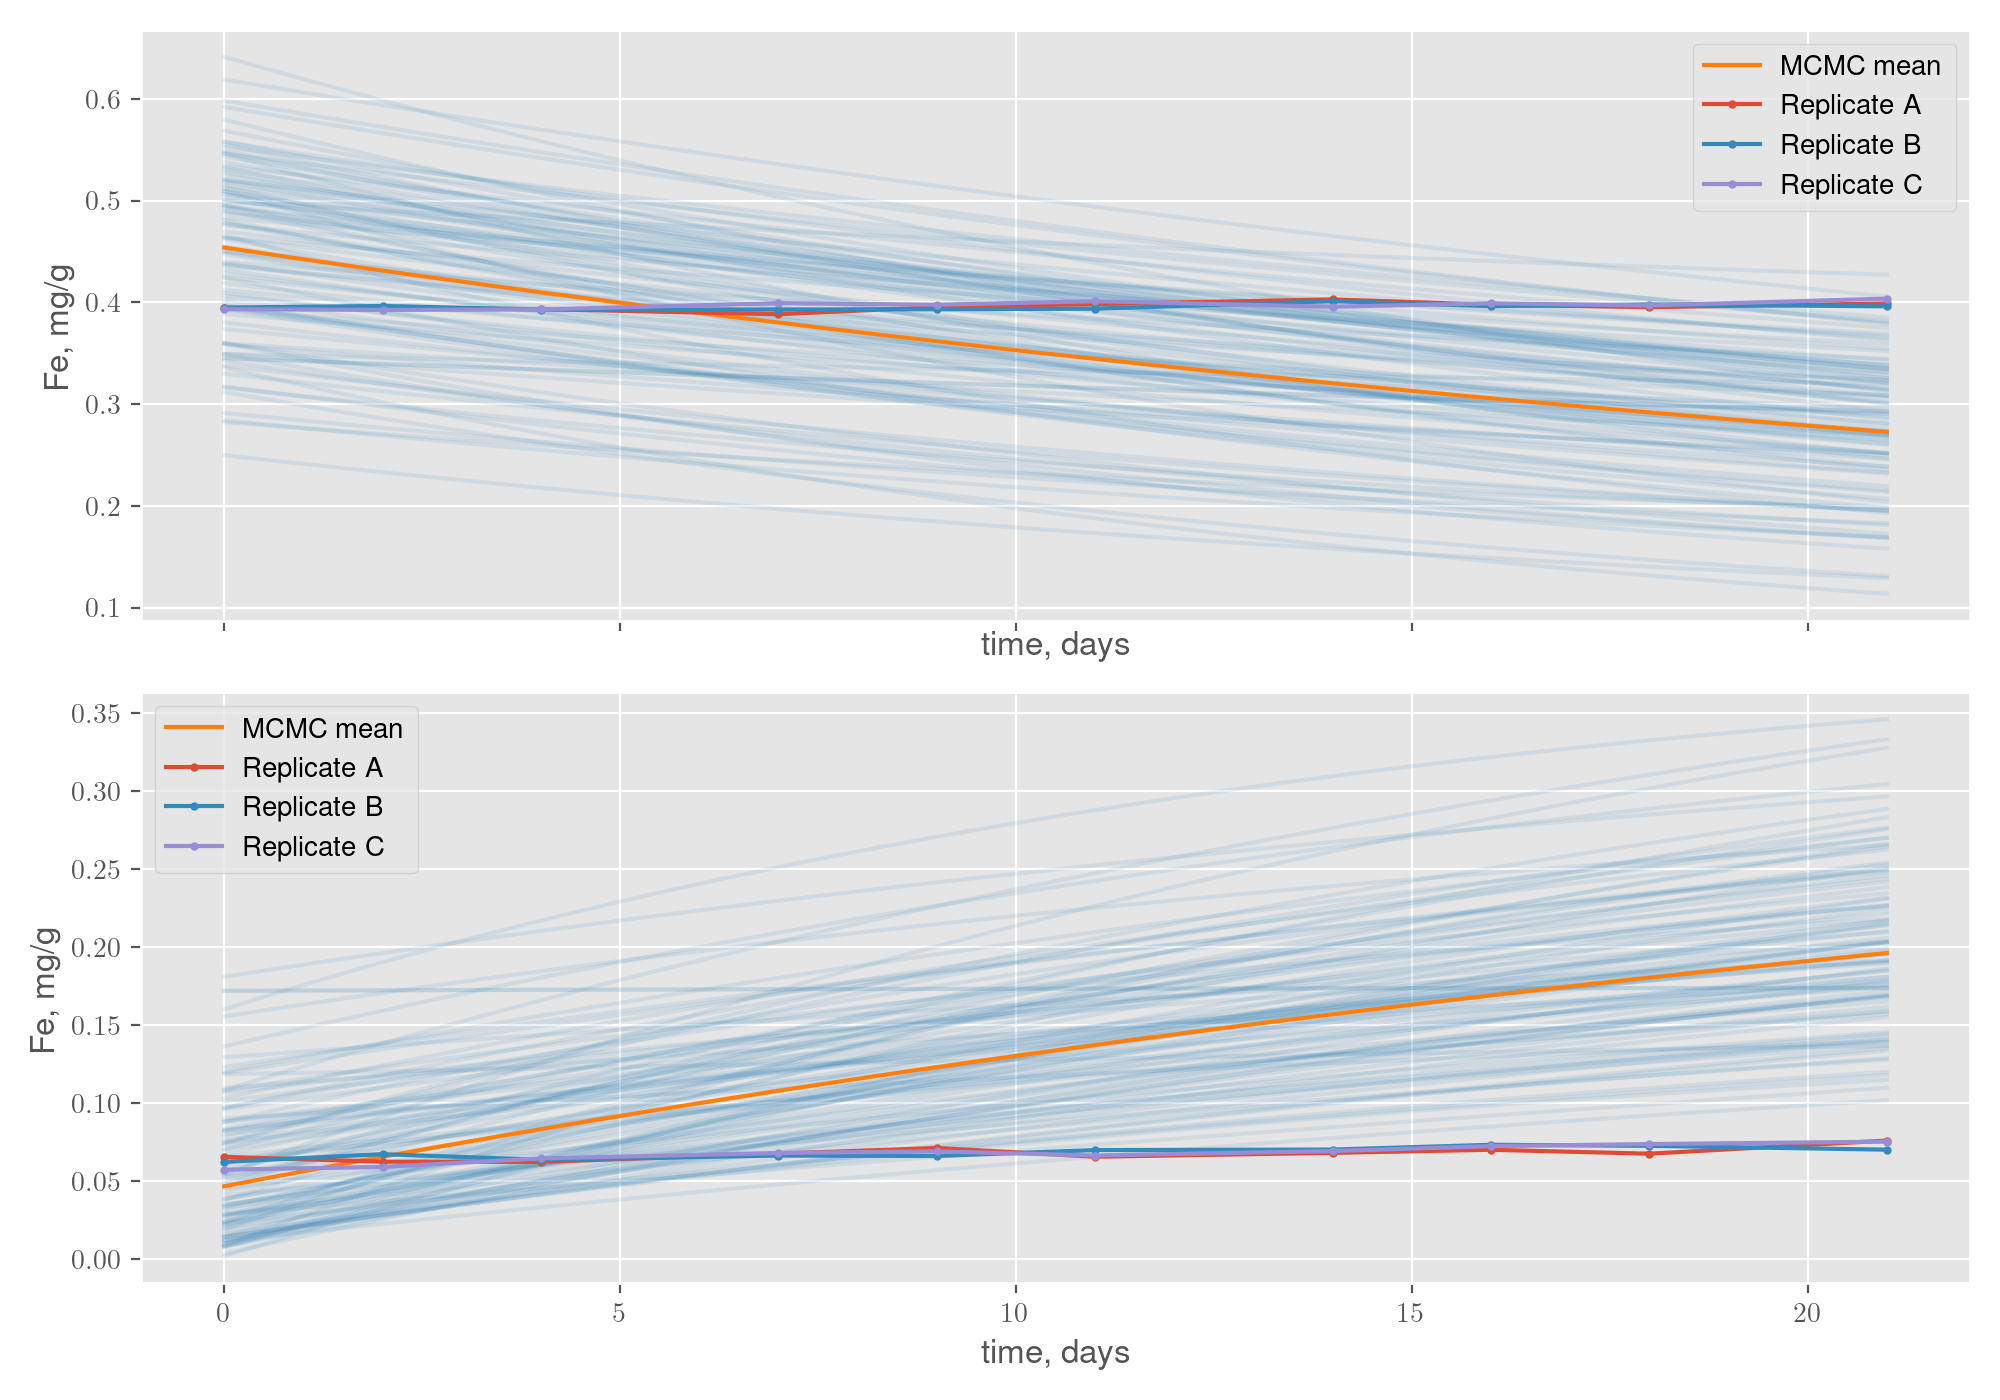 MCMC mean
Replicate A
Replicate B
Replicate C
0.6
0.5
0.4
0.3
0.2
0.1
Fe, mg/g
time, days
MCMC mean
Replicate A
Replicate B
Replicate C
0.35
0.30
0.25
0.20
0.15
0.10
0.05
0.00
Fe, mg/g
0 5 10 15 20
time, days